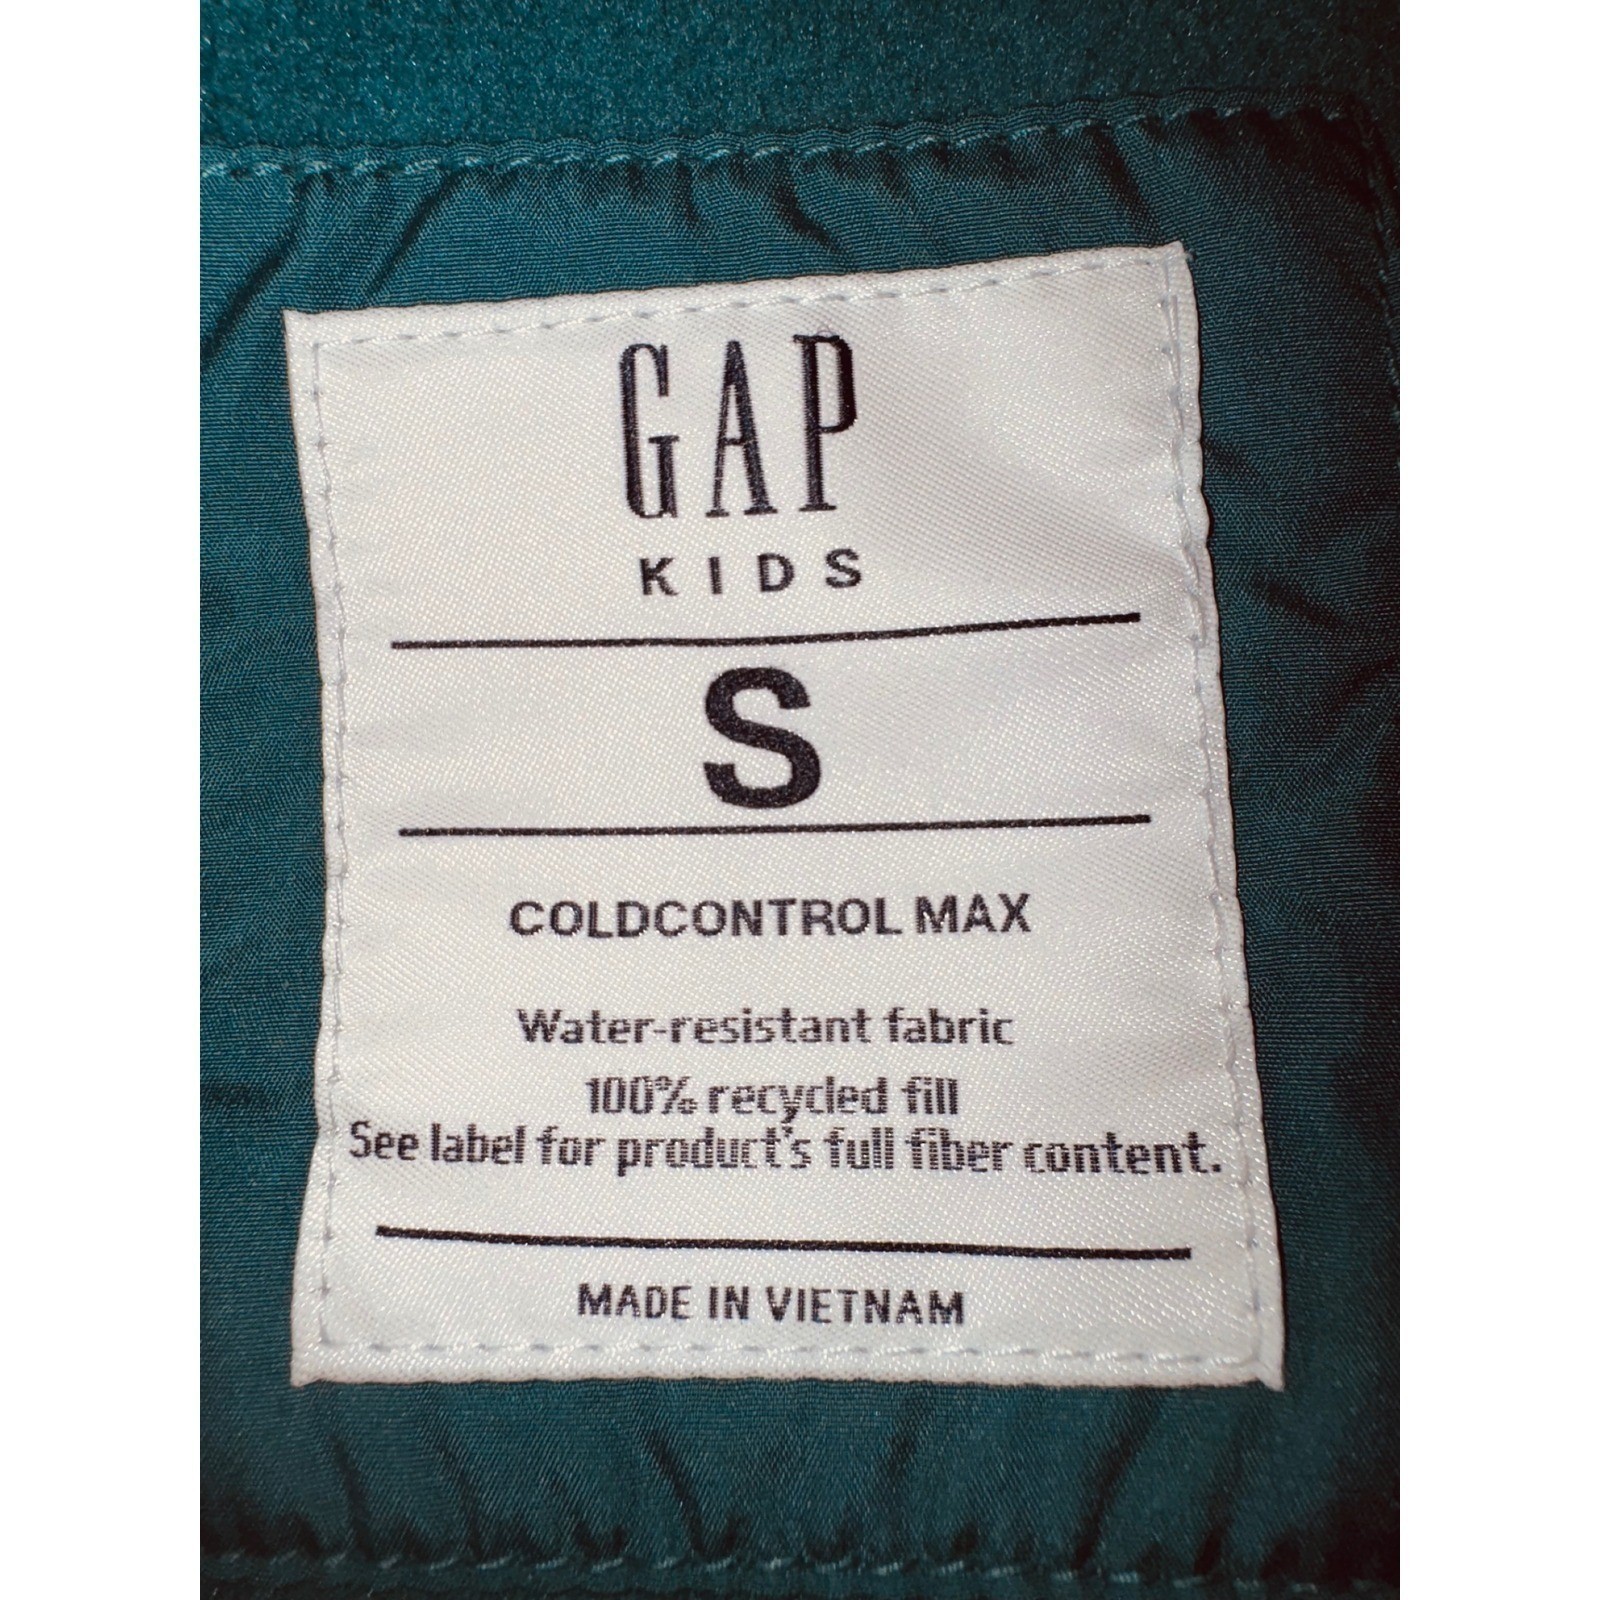 GAP
KIDS
S
COLDCONTROL MAX
Water-resistant fabric
100% recycled fill
See label for product's full fiber content.
MADE IN VIETNAM